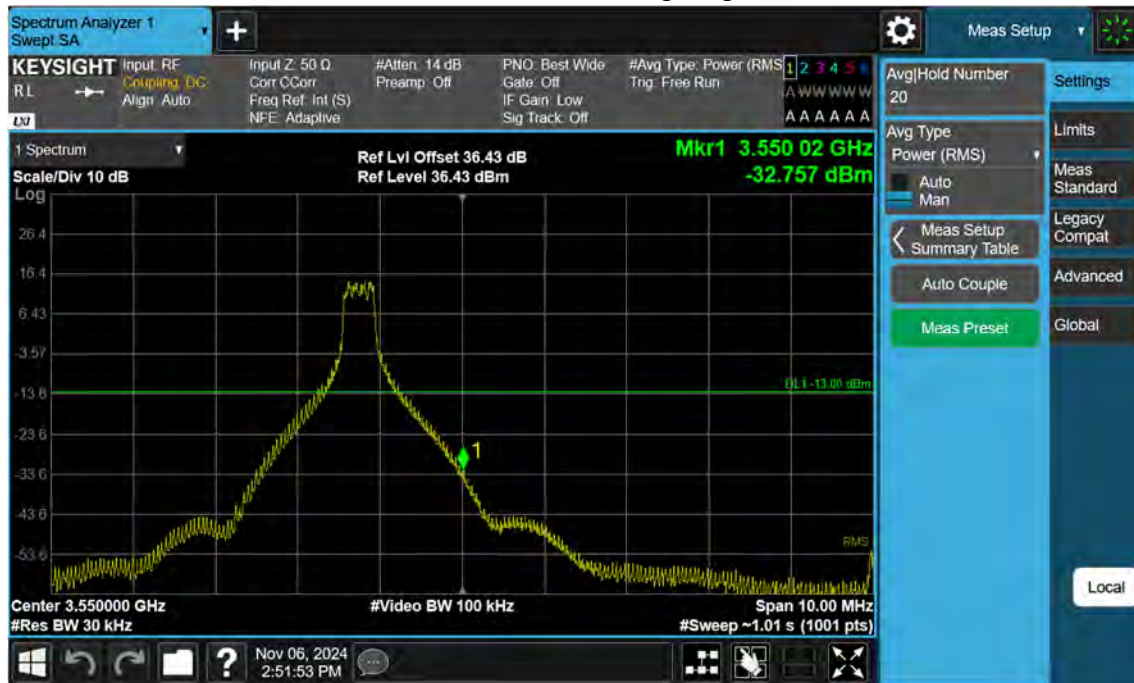 Spectrum Analyzer 1
Swept SA
+
Meas Setup
KEYSIGHT
RL
LXI
Input: RF
Coupling: DC
Align: Auto
Input Z: 50 Ω
Corr CCorr
Freq Ref: Int (S)
NFE: Adaptive
#Atten: 14 dB
Preamp: Off
PNO: Best Wide
Gate: Off
IF Gain: Low
Sig Track: Off
#Avg Type: Power (RMS)
Trig: Free Run
1 2 3 4 5 6
A W W W W W
A A A A A A
1 Spectrum
Scale/Div 10 dB
Log
Ref Lvl Offset 36.43 dB
Ref Level 36.43 dBm
Mkr1 3.550 02 GHz
-32.757 dBm
26.4
16.4
6.43
-3.57
-13.6
DL1 -13.00 dBm
-23.6
1
-33.6
-43.6
RMS
-53.6
Center 3.550000 GHz
#Res BW 30 kHz
#Video BW 100 kHz
Span 10.00 MHz
#Sweep ~1.01 s (1001 pts)
Avg|Hold Number
20
Avg Type
Power (RMS)
Auto
Man
Meas Setup
Summary Table
Auto Couple
Meas Preset
Settings
Limits
Meas
Standard
Legacy
Compat
Advanced
Global
Local
?
Nov 06, 2024
2:51:53 PM